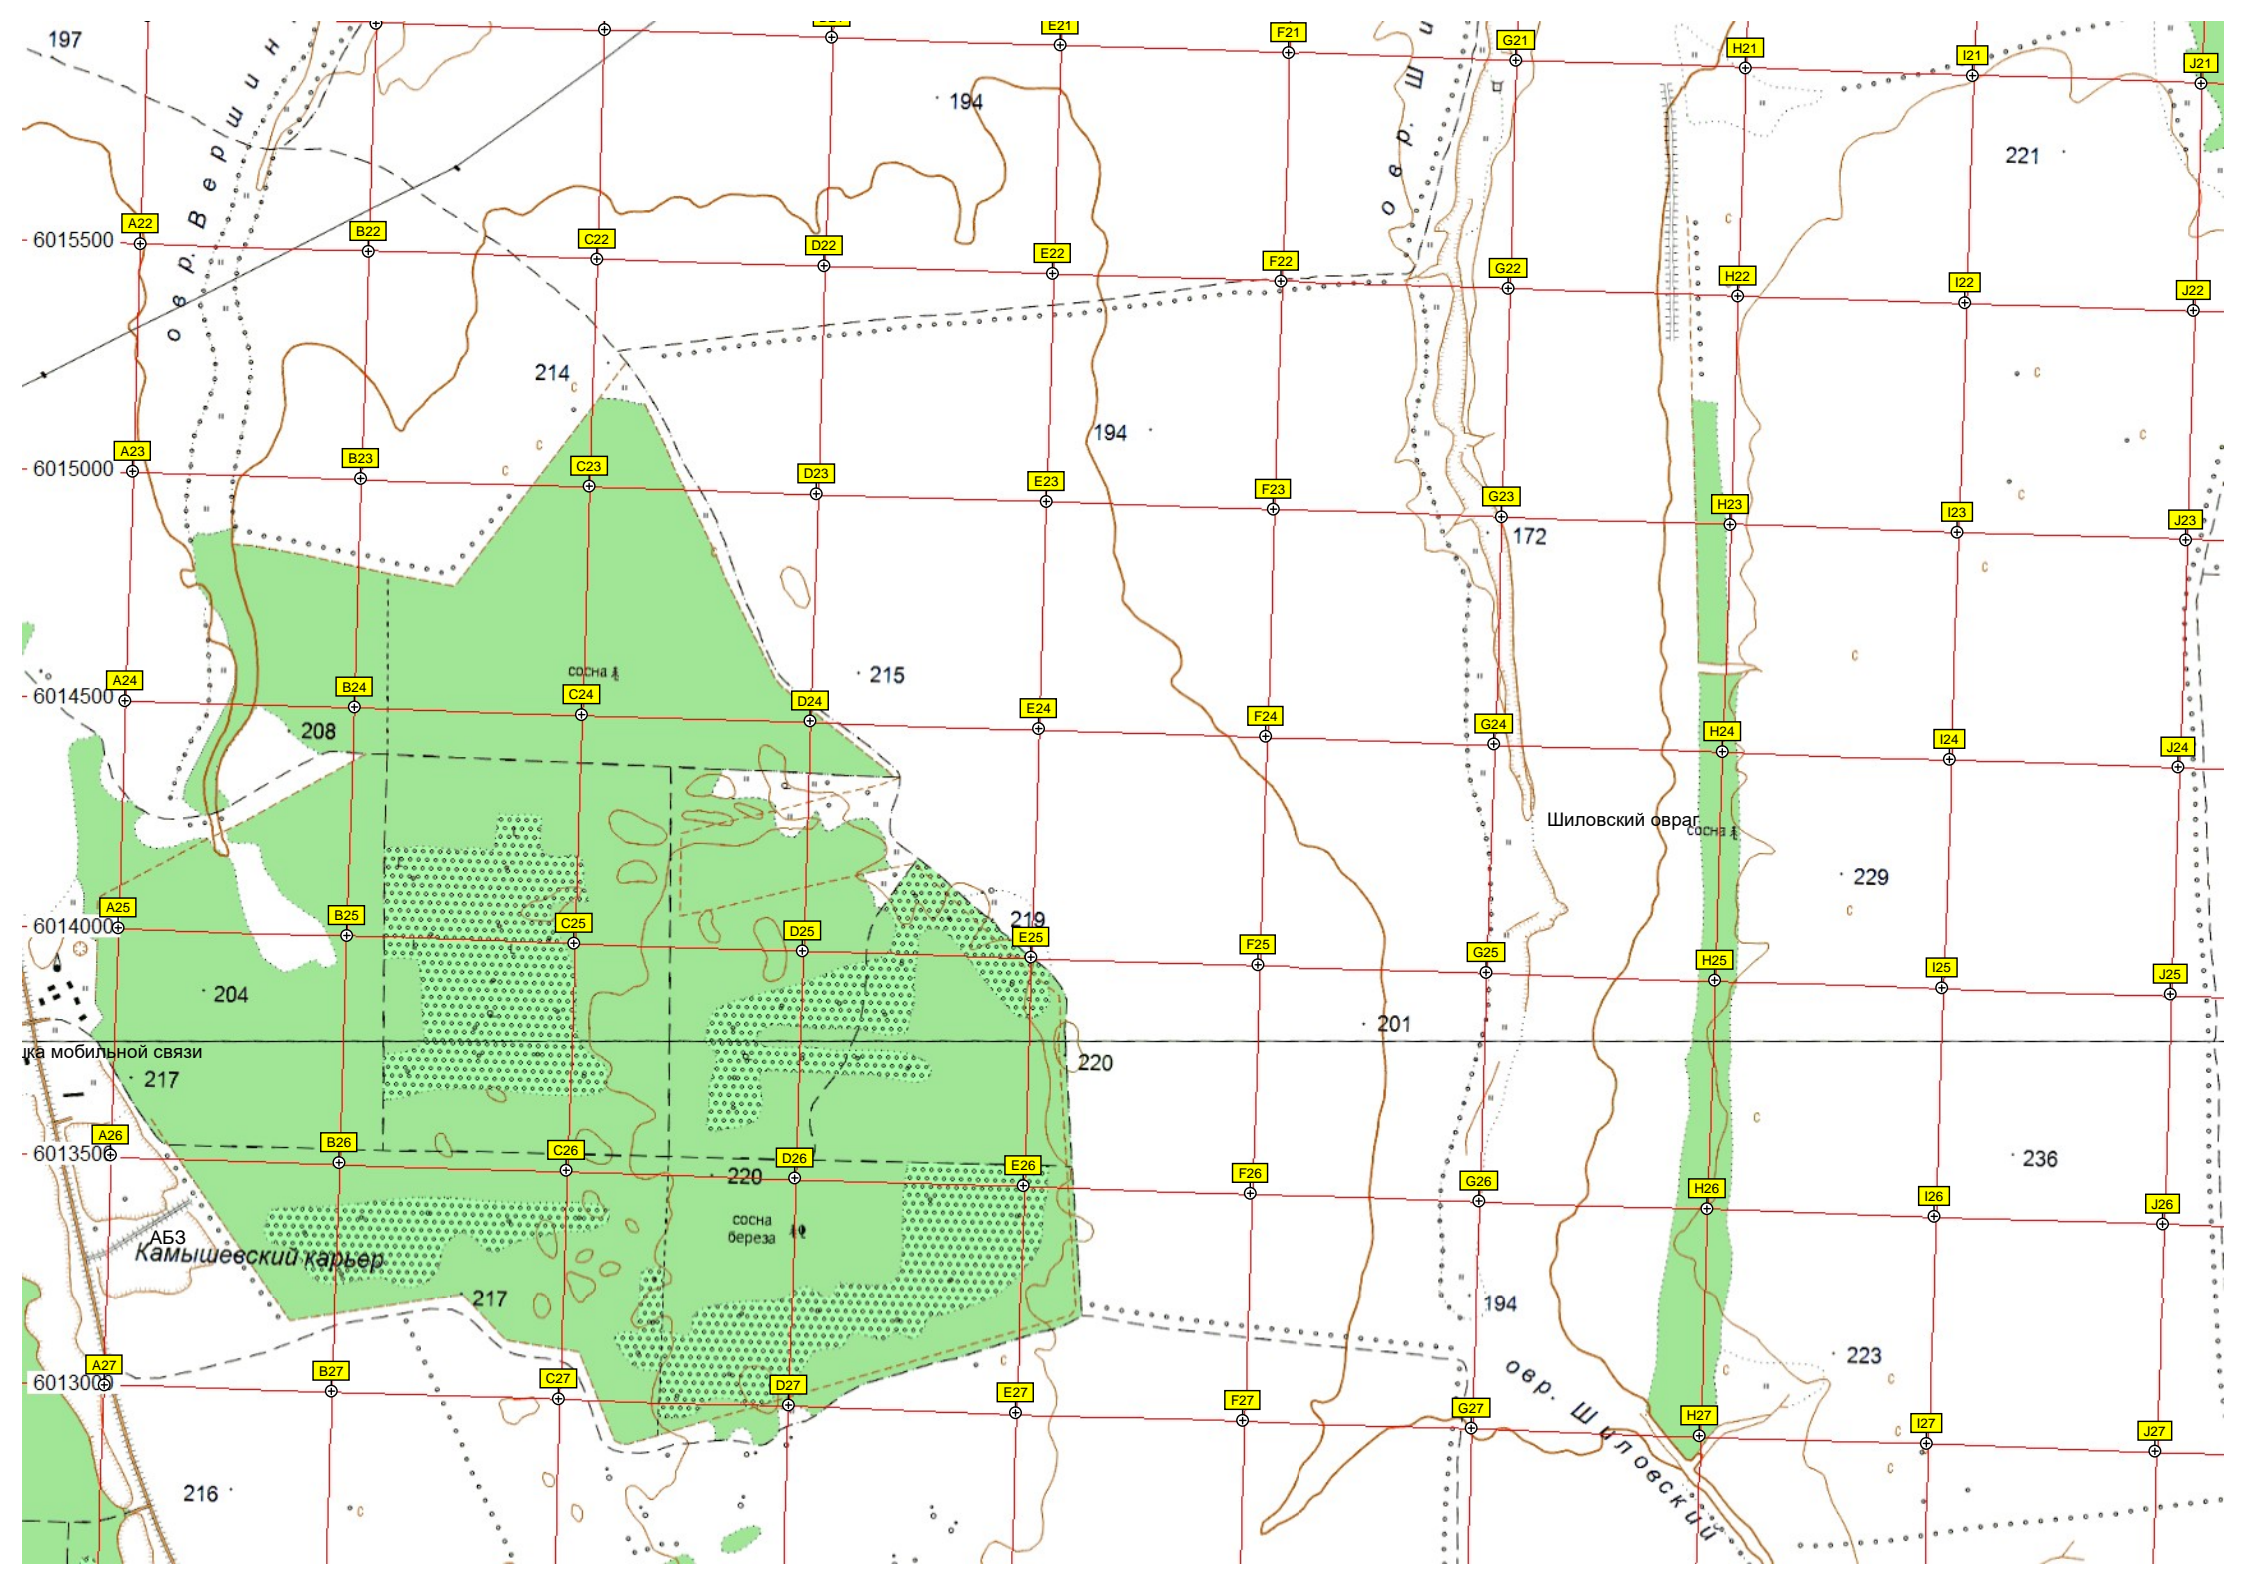 E21
F21
G21
H21
I21
J21
197
194
221
овр. Вершин
овр. Ши
6015500
A22
B22
C22
D22
E22
F22
G22
H22
I22
J22
214
с
с
с
с
194
с
с
6015000
A23
B23
C23
D23
E23
F23
G23
H23
I23
J23
172
с
с
с
сосна
215
6014500
A24
B24
C24
D24
E24
F24
G24
H24
I24
J24
208
Шиловский овраг
сосна
229
с
219
6014000
A25
B25
C25
D25
E25
F25
G25
H25
I25
J25
204
201
ка мобильной связи
217
220
с
6013500
A26
B26
C26
D26
E26
F26
G26
H26
I26
J26
220
236
сосна
береза
АБЗ
Камышевский карьер
217
194
223
с
с
с
6013000
A27
B27
C27
D27
E27
F27
G27
H27
I27
J27
овр. Шиловский
216
с
с
с